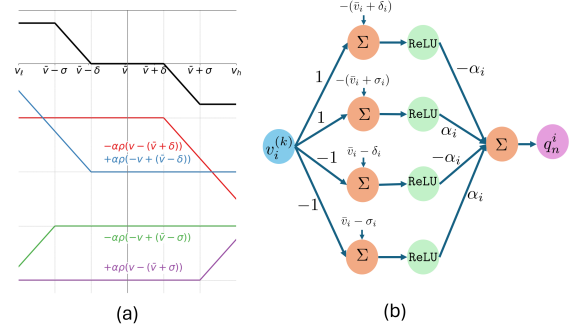 v_ℓ v̄ − σ v̄ − δ v̄ v̄ + δ v̄ + σ v_h
−αρ(v − (v̄ + δ))
+αρ(−v + (v̄ − δ))
−αρ(−v + (v̄ − σ))
+αρ(v − (v̄ + σ))
(a)
−(v̄_i + δ_i)
Σ ReLU
1 −α_i
−(v̄_i + σ_i)
Σ ReLU
1 α_i
v_i^{(k)} Σ q_n^i
−1 v̄_i − δ_i −α_i
Σ ReLU
−1 α_i
v̄_i − σ_i
Σ ReLU
(b)